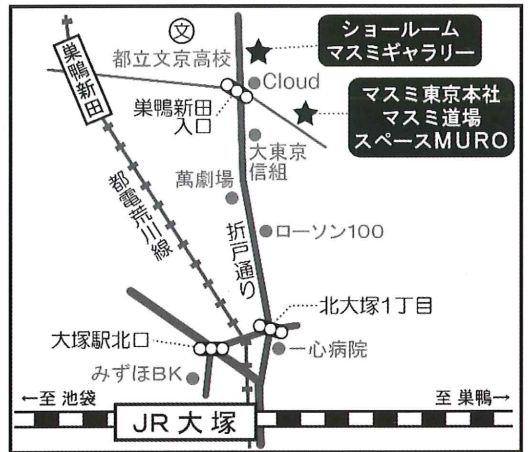 文
都立文京高校
ショールーム
マスミギャラリー
巣鴨新田
Cloud
巣鴨新田
入口
マスミ東京本社
マスミ道場
スペースMURO
大東京
信組
萬劇場
都電荒川線
折戸通り
ローソン100
北大塚1丁目
大塚駅北口
一心病院
みずほBK
←至 池袋
至 巣鴨→
JR大塚